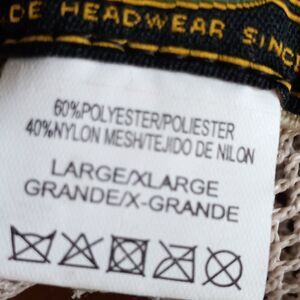 DE HEADWEAR SINC
60%POLYESTER/POLIESTER
40%NYLON MESH/TEJIDO DE NILON
LARGE/XLARGE
GRANDE/X-GRANDE